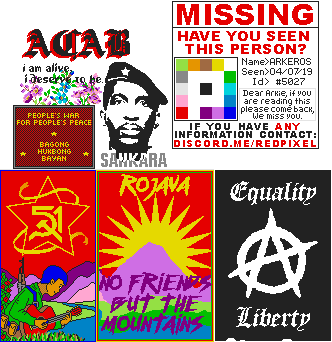 ACAB
i am alive,
i deserve to be
PEOPLE'S WAR
FOR PEOPLE'S PEACE
BAGONG
HUKBONG
BAYAN
SANKARA
MISSING
HAVE YOU SEEN
THIS PERSON?
Name>ARKEROS
Seen>04/07/19
Id> #5027
Dear Arkie, if you
are reading this
please come back,
We miss you.
IF YOU HAVE ANY
INFORMATION CONTACT:
DISCORD.ME/REDPIXEL
51
ROJAVA
NO FRIENDS
BUT THE
MOUNTAINS
Equality
Liberty